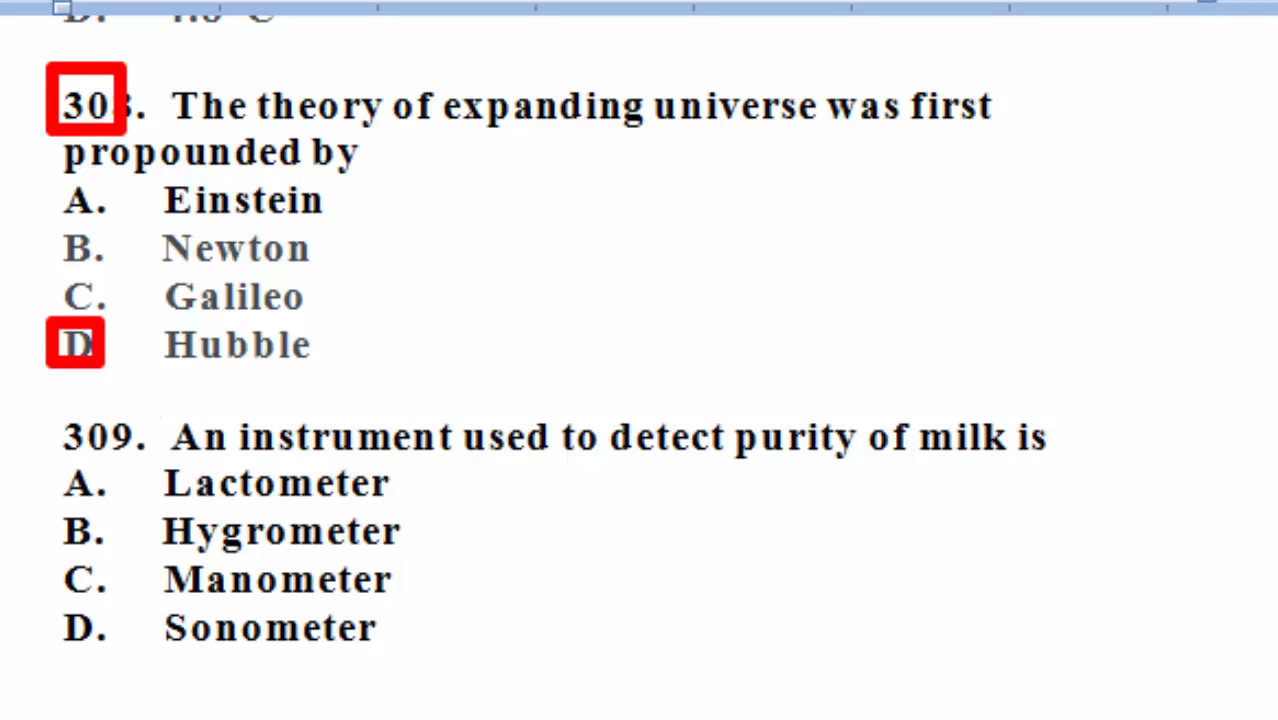 308. The theory of expanding universe was first
propounded by
A. Einstein
B. Newton
C. Galileo
D Hubble
309. An instrument used to detect purity of milk is
A. Lactometer
B. Hygrometer
C. Manometer
D. Sonometer